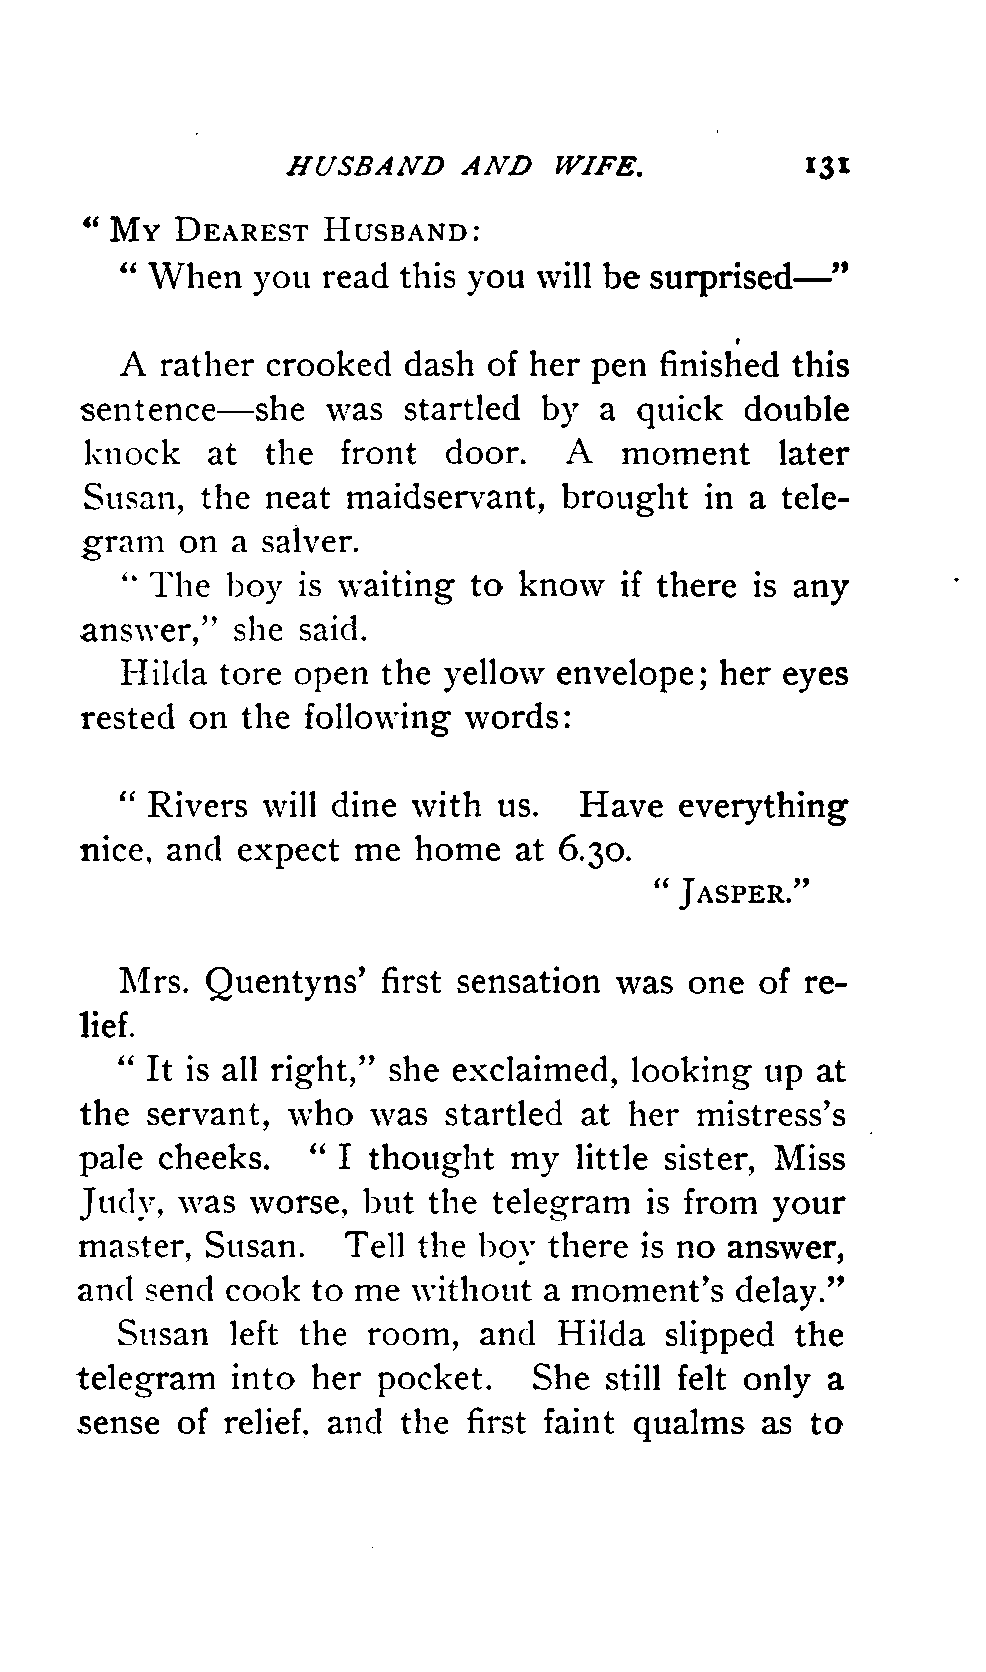 HUSBAND AND WIFE. 131
“ My Dearest Husband:
“ When you read this you will be surprised—”
A rather crooked dash of her pen finished this
sentence—she was startled by a quick double
knock at the front door. A moment later
Susan, the neat maidservant, brought in a tele-
gram on a salver.
“ The boy is waiting to know if there is any
answer,” she said.
Hilda tore open the yellow envelope; her eyes
rested on the following words:
“ Rivers will dine with us. Have everything
nice, and expect me home at 6.30.
“ Jasper.”
Mrs. Quentyns’ first sensation was one of re-
lief.
“ It is all right,” she exclaimed, looking up at
the servant, who was startled at her mistress’s
pale cheeks. “ I thought my little sister, Miss
Judy, was worse, but the telegram is from your
master, Susan. Tell the boy there is no answer,
and send cook to me without a moment’s delay.”
Susan left the room, and Hilda slipped the
telegram into her pocket. She still felt only a
sense of relief, and the first faint qualms as to